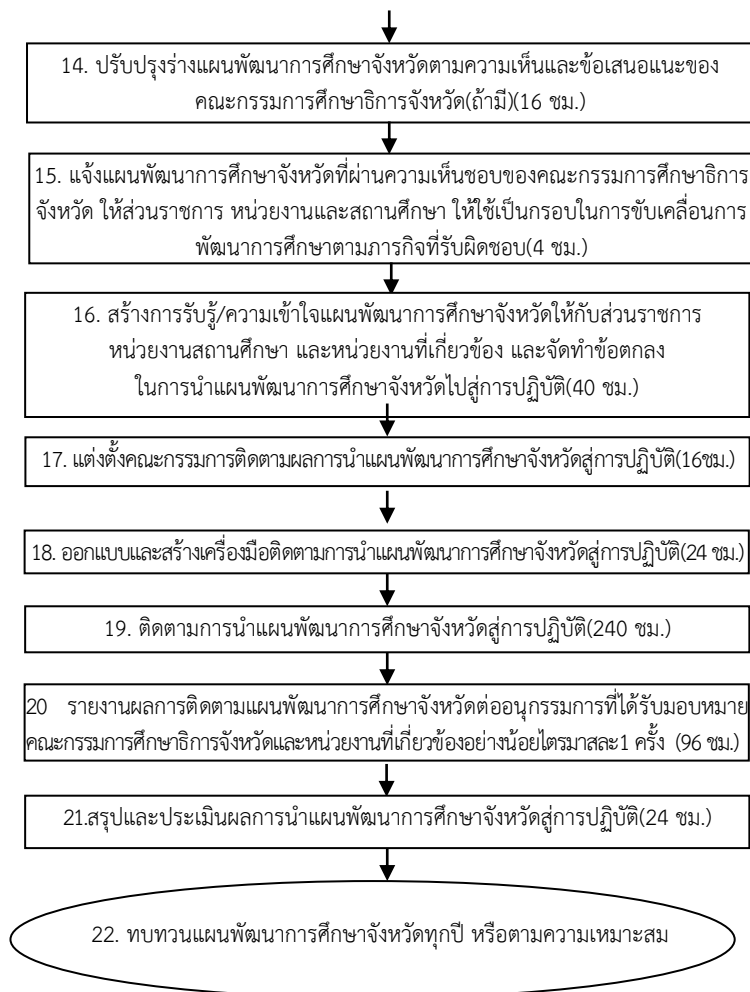 14. ปรับปรุงร่างแผนพัฒนาการศึกษาจังหวัดตามความเห็นและข้อเสนอแนะของ
คณะกรรมการศึกษาธิการจังหวัด(ถ้ามี)(16 ชม.)
15. แจ้งแผนพัฒนาการศึกษาจังหวัดที่ผ่านความเห็นชอบของคณะกรรมการศึกษาธิการ
จังหวัด ให้ส่วนราชการ หน่วยงานและสถานศึกษา ให้ใช้เป็นกรอบในการขับเคลื่อนการ
พัฒนาการศึกษาตามภารกิจที่รับผิดชอบ(4 ชม.)
16. สร้างการรับรู้/ความเข้าใจแผนพัฒนาการศึกษาจังหวัดให้กับส่วนราชการ
หน่วยงานสถานศึกษา และหน่วยงานที่เกี่ยวข้อง และจัดทำข้อตกลง
ในการนำแผนพัฒนาการศึกษาจังหวัดไปสู่การปฏิบัติ(40 ชม.)
17. แต่งตั้งคณะกรรมการติดตามผลการนำแผนพัฒนาการศึกษาจังหวัดสู่การปฏิบัติ(16ชม.)
18. ออกแบบและสร้างเครื่องมือติดตามการนำแผนพัฒนาการศึกษาจังหวัดสู่การปฏิบัติ(24 ชม.)
19. ติดตามการนำแผนพัฒนาการศึกษาจังหวัดสู่การปฏิบัติ(240 ชม.)
20 รายงานผลการติดตามแผนพัฒนาการศึกษาจังหวัดต่ออนุกรรมการที่ได้รับมอบหมาย
คณะกรรมการศึกษาธิการจังหวัดและหน่วยงานที่เกี่ยวข้องอย่างน้อยไตรมาสละ1 ครั้ง (96 ชม.)
21.สรุปและประเมินผลการนำแผนพัฒนาการศึกษาจังหวัดสู่การปฏิบัติ(24 ชม.)
22. ทบทวนแผนพัฒนาการศึกษาจังหวัดทุกปี หรือตามความเหมาะสม